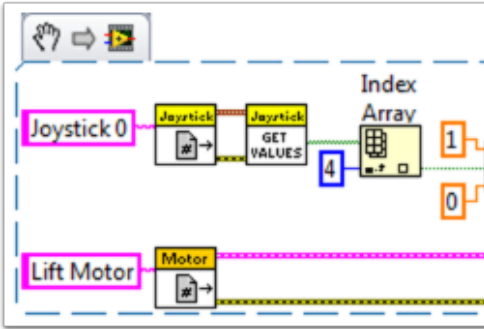 Index
Array
Joystick 0
Joystick
#
Joystick
GET
VALUES
4
1
0
Lift Motor
Motor
#